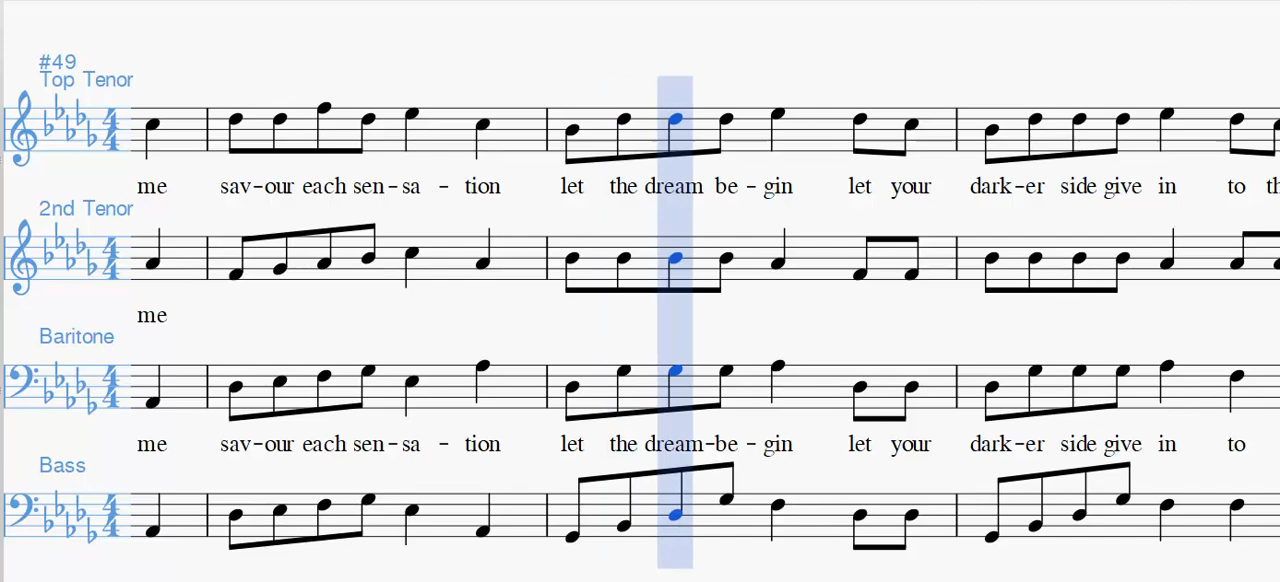 #49
Top Tenor
me sav-our each sen-sa - tion let the dream be - gin let your dark-er side give in to
2nd Tenor
me
Baritone
me sav-our each sen-sa - tion let the dream-be - gin let your dark-er side give in to
Bass